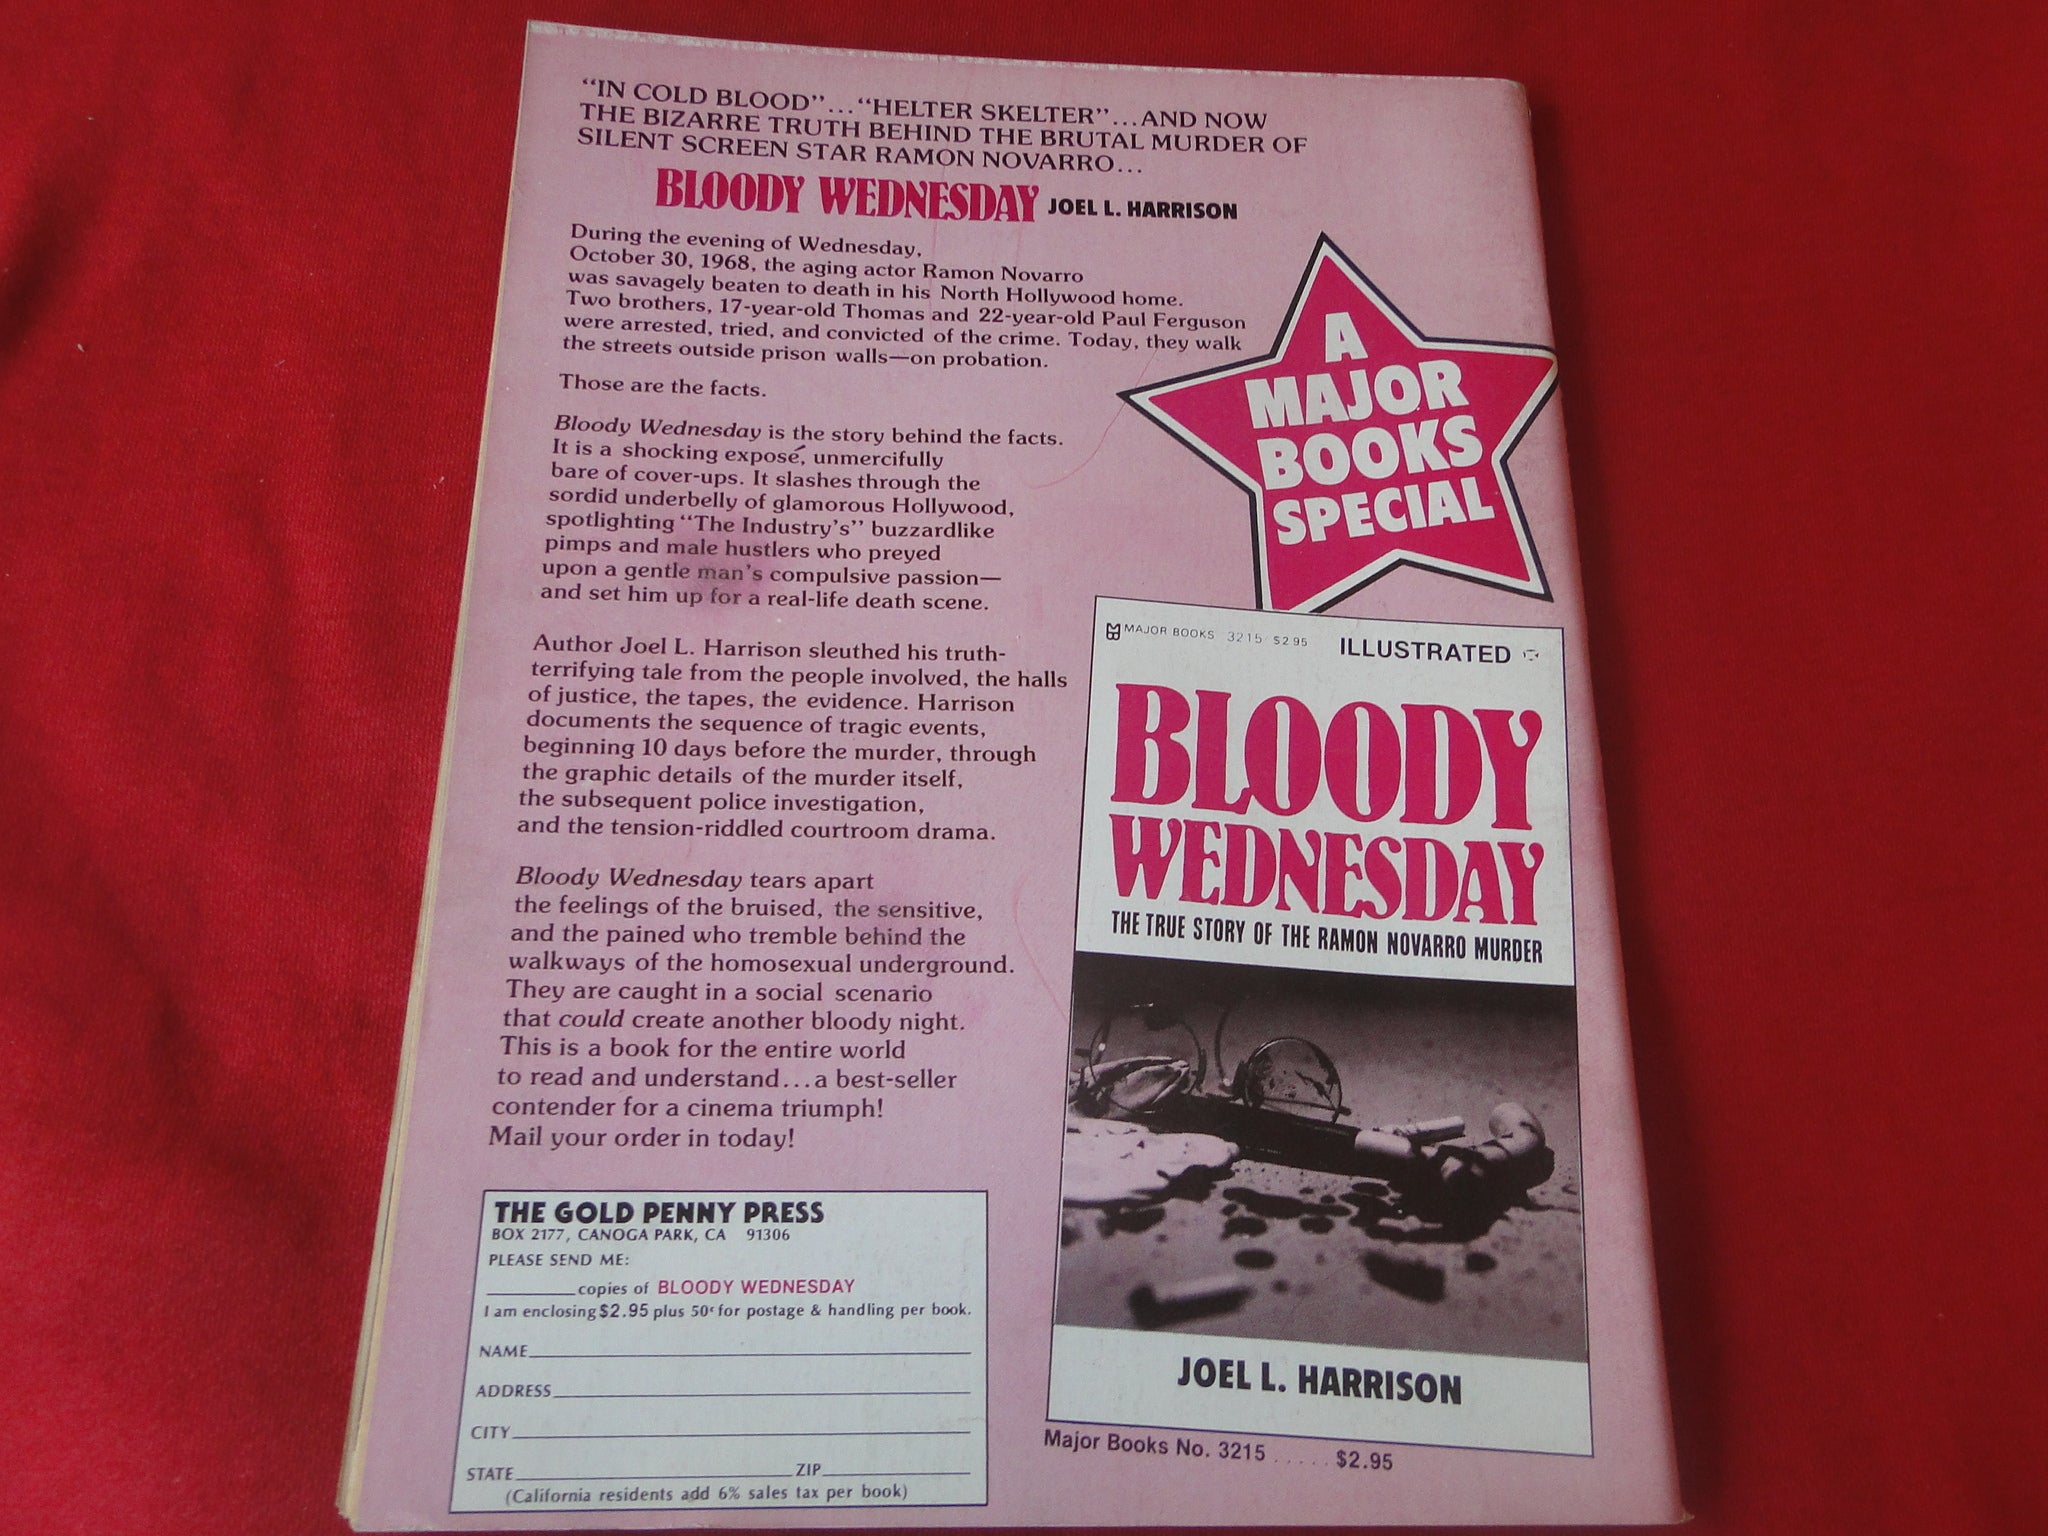 “IN COLD BLOOD”...“HELTER SKELTER”...AND NOW
THE BIZARRE TRUTH BEHIND THE BRUTAL MURDER OF
SILENT SCREEN STAR RAMON NOVARRO...
BLOODY WEDNESDAY JOEL L. HARRISON
During the evening of Wednesday,
October 30, 1968, the aging actor Ramon Novarro
was savagely beaten to death in his North Hollywood home.
Two brothers, 17-year-old Thomas and 22-year-old Paul Ferguson
were arrested, tried, and convicted of the crime. Today, they walk
the streets outside prison walls—on probation.
Those are the facts.
Bloody Wednesday is the story behind the facts.
It is a shocking exposé, unmercifully
bare of cover-ups. It slashes through the
sordid underbelly of glamorous Hollywood,
spotlighting “The Industry’s” buzzardlike
pimps and male hustlers who preyed
upon a gentle man’s compulsive passion—
and set him up for a real-life death scene.
Author Joel L. Harrison sleuthed his truth-
terrifying tale from the people involved, the halls
of justice, the tapes, the evidence. Harrison
documents the sequence of tragic events,
beginning 10 days before the murder, through
the graphic details of the murder itself,
the subsequent police investigation,
and the tension-riddled courtroom drama.
Bloody Wednesday tears apart
the feelings of the bruised, the sensitive,
and the pained who tremble behind the
walkways of the homosexual underground.
They are caught in a social scenario
that could create another bloody night.
This is a book for the entire world
to read and understand...a best-seller
contender for a cinema triumph!
Mail your order in today!
THE GOLD PENNY PRESS
BOX 2177, CANOGA PARK, CA 91306
PLEASE SEND ME:
________copies of BLOODY WEDNESDAY
I am enclosing $2.95 plus 50¢ for postage & handling per book.
NAME
ADDRESS
CITY
STATE ZIP
(California residents add 6% sales tax per book)
A
MAJOR
BOOKS
SPECIAL
MAJOR BOOKS 3215 $2.95 ILLUSTRATED
BLOODY
WEDNESDAY
THE TRUE STORY OF THE RAMON NOVARRO MURDER
JOEL L. HARRISON
Major Books No. 3215 ..... $2.95